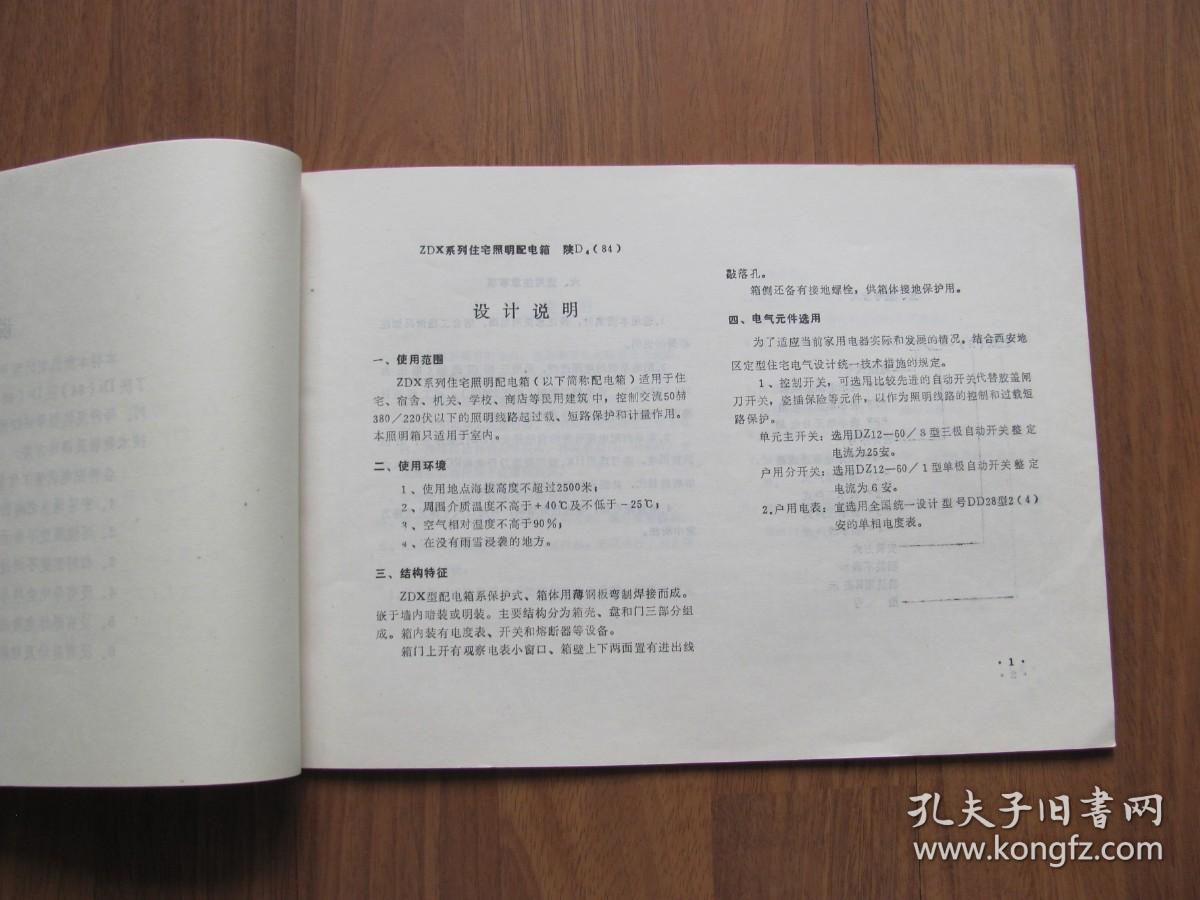 ZDX系列住宅照明配电箱 陕D₄(84)
设计说明
一、使用范围
ZDX系列住宅照明配电箱(以下简称配电箱)适用于住
宅、宿舍、机关、学校、商店等民用建筑中,控制交流50赫
380/220伏以下的照明线路起过载、短路保护和计量作用。
本照明箱只适用于室内。
二、使用环境
1、使用地点海拔高度不超过2500米;
2、周围介质温度不高于+40℃及不低于-25℃;
3、空气相对湿度不高于90%;
4、在没有雨雪浸袭的地方。
三、结构特征
ZDX型配电箱系保护式、箱体用薄钢板弯制焊接而成。
嵌于墙内暗装或明装。主要结构分为箱壳、盘和门三部分组
成。箱内装有电度表、开关和熔断器等设备。
箱门上开有观察电表小窗口、箱壁上下两面置有进出线
敲落孔。
箱侧还备有接地螺栓,供箱体接地保护用。
四、电气元件选用
为了适应当前家用电器实际和发展的情况。结合西安地
区定型住宅电气设计统一技术措施的规定。
1、控制开关,可选用比较先进的自动开关代替胶盖闸
刀开关,瓷插保险等元件,以作为照明线路的控制和过载短
路保护。
单元主开关:选用DZ12-60/8型三极自动开关整定
电流为25安。
户用分开关:选用DZ12-60/1型单极自动开关整定
电流为6安。
2.户用电表:宜选用全国统一设计型号DD28型2(4)
安的单相电度表。
·1·
孔夫子旧书网
www.kongfz.com